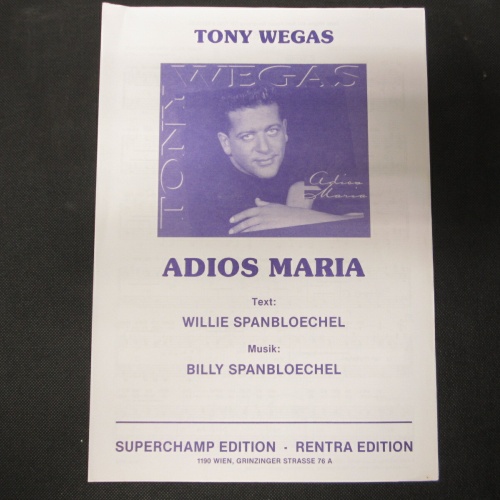 TONY WEGAS
TONY WEGAS
Adios
Maria
ADIOS MARIA
Text:
WILLIE SPANBLOECHEL
Musik:
BILLY SPANBLOECHEL
SUPERCHAMP EDITION · RENTRA EDITION
1190 WIEN, GRINZINGER STRASSE 76 A